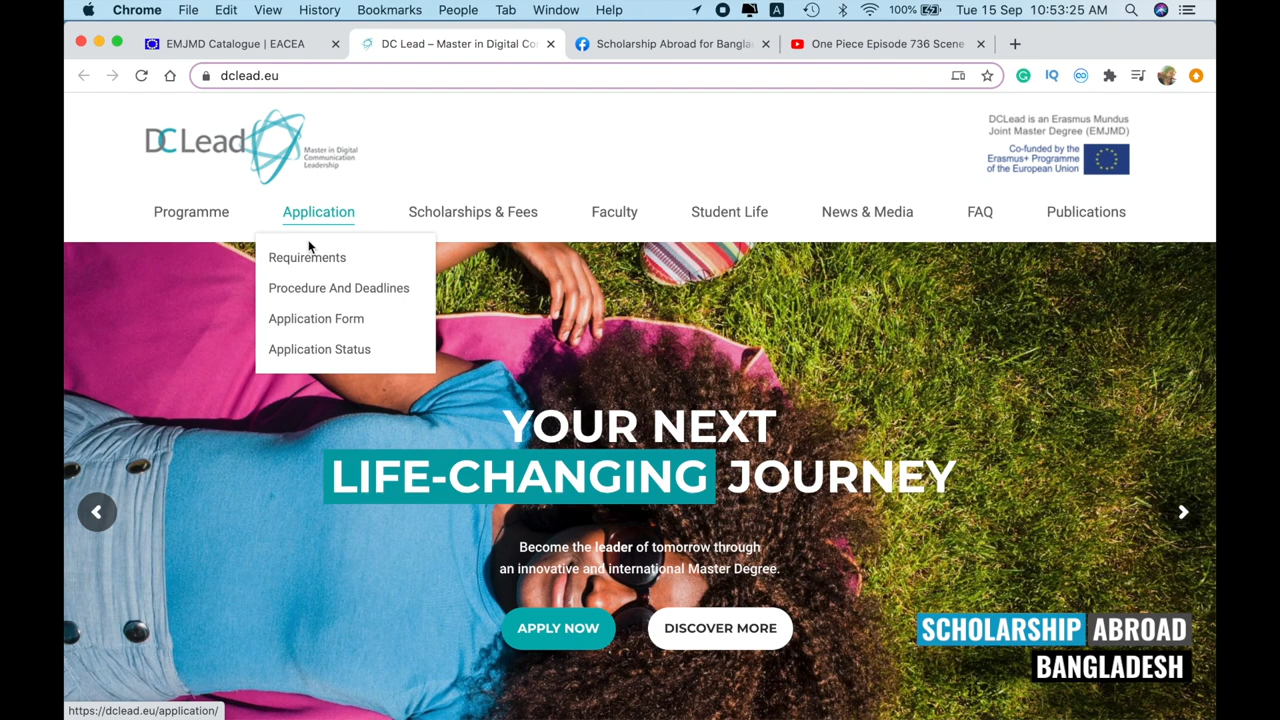 Chrome File Edit View History Bookmarks People Tab Window Help A 100% Tue 15 Sep 10:53:25 AM
EMJMD Catalogue | EACEA
DC Lead – Master in Digital Co
Scholarship Abroad for Bangla
One Piece Episode 736 Scene
dclead.eu
IQ
DCLead
Master in Digital
Communication
Leadership
DCLead is an Erasmus Mundus
Joint Master Degree (EMJMD)
Co-funded by the
Erasmus+ Programme
of the European Union
Programme Application Scholarships & Fees Faculty Student Life News & Media FAQ Publications
Requirements
Procedure And Deadlines
Application Form
Application Status
YOUR NEXT
LIFE-CHANGING JOURNEY
Become the leader of tomorrow through
an innovative and international Master Degree.
APPLY NOW DISCOVER MORE
SCHOLARSHIP ABROAD
BANGLADESH
https://dclead.eu/application/